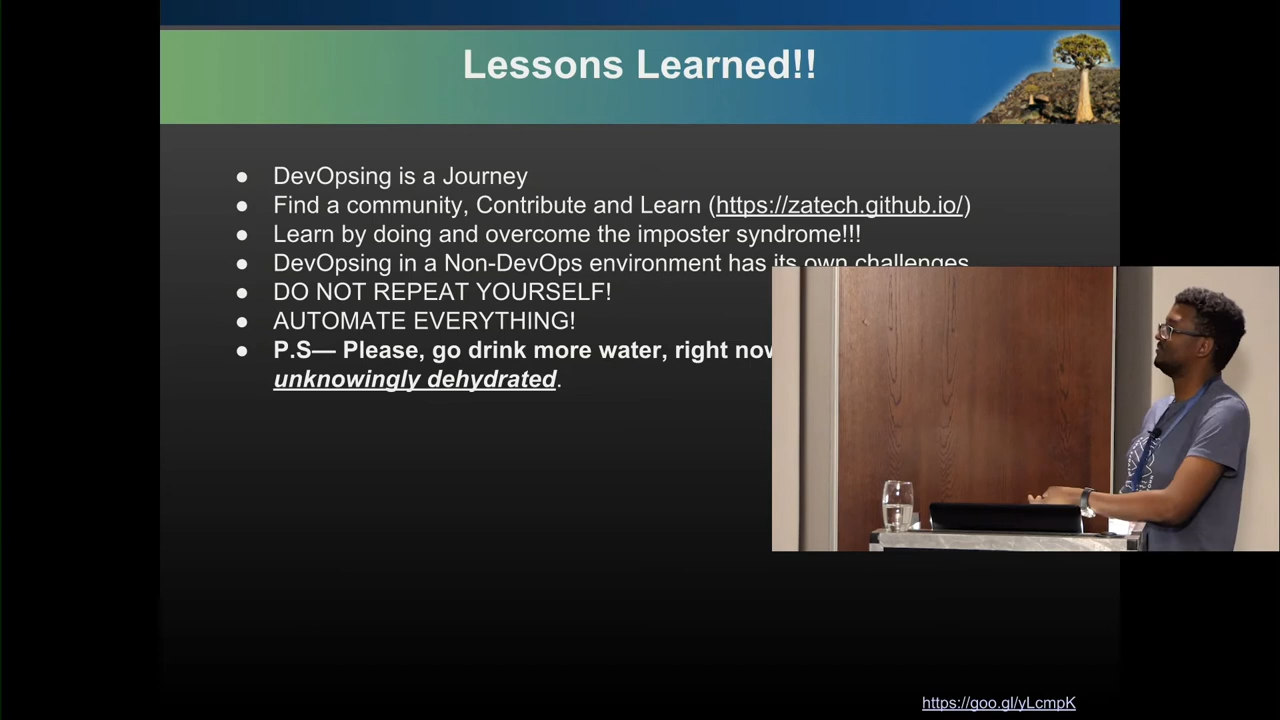 Lessons Learned!!
● DevOpsing is a Journey
● Find a community, Contribute and Learn (https://zatech.github.io/)
● Learn by doing and overcome the imposter syndrome!!!
● DevOpsing in a Non-DevOps environment has its own challenges
● DO NOT REPEAT YOURSELF!
● AUTOMATE EVERYTHING!
● P.S— Please, go drink more water, right now
unknowingly dehydrated.
https://goo.gl/yLcmpK